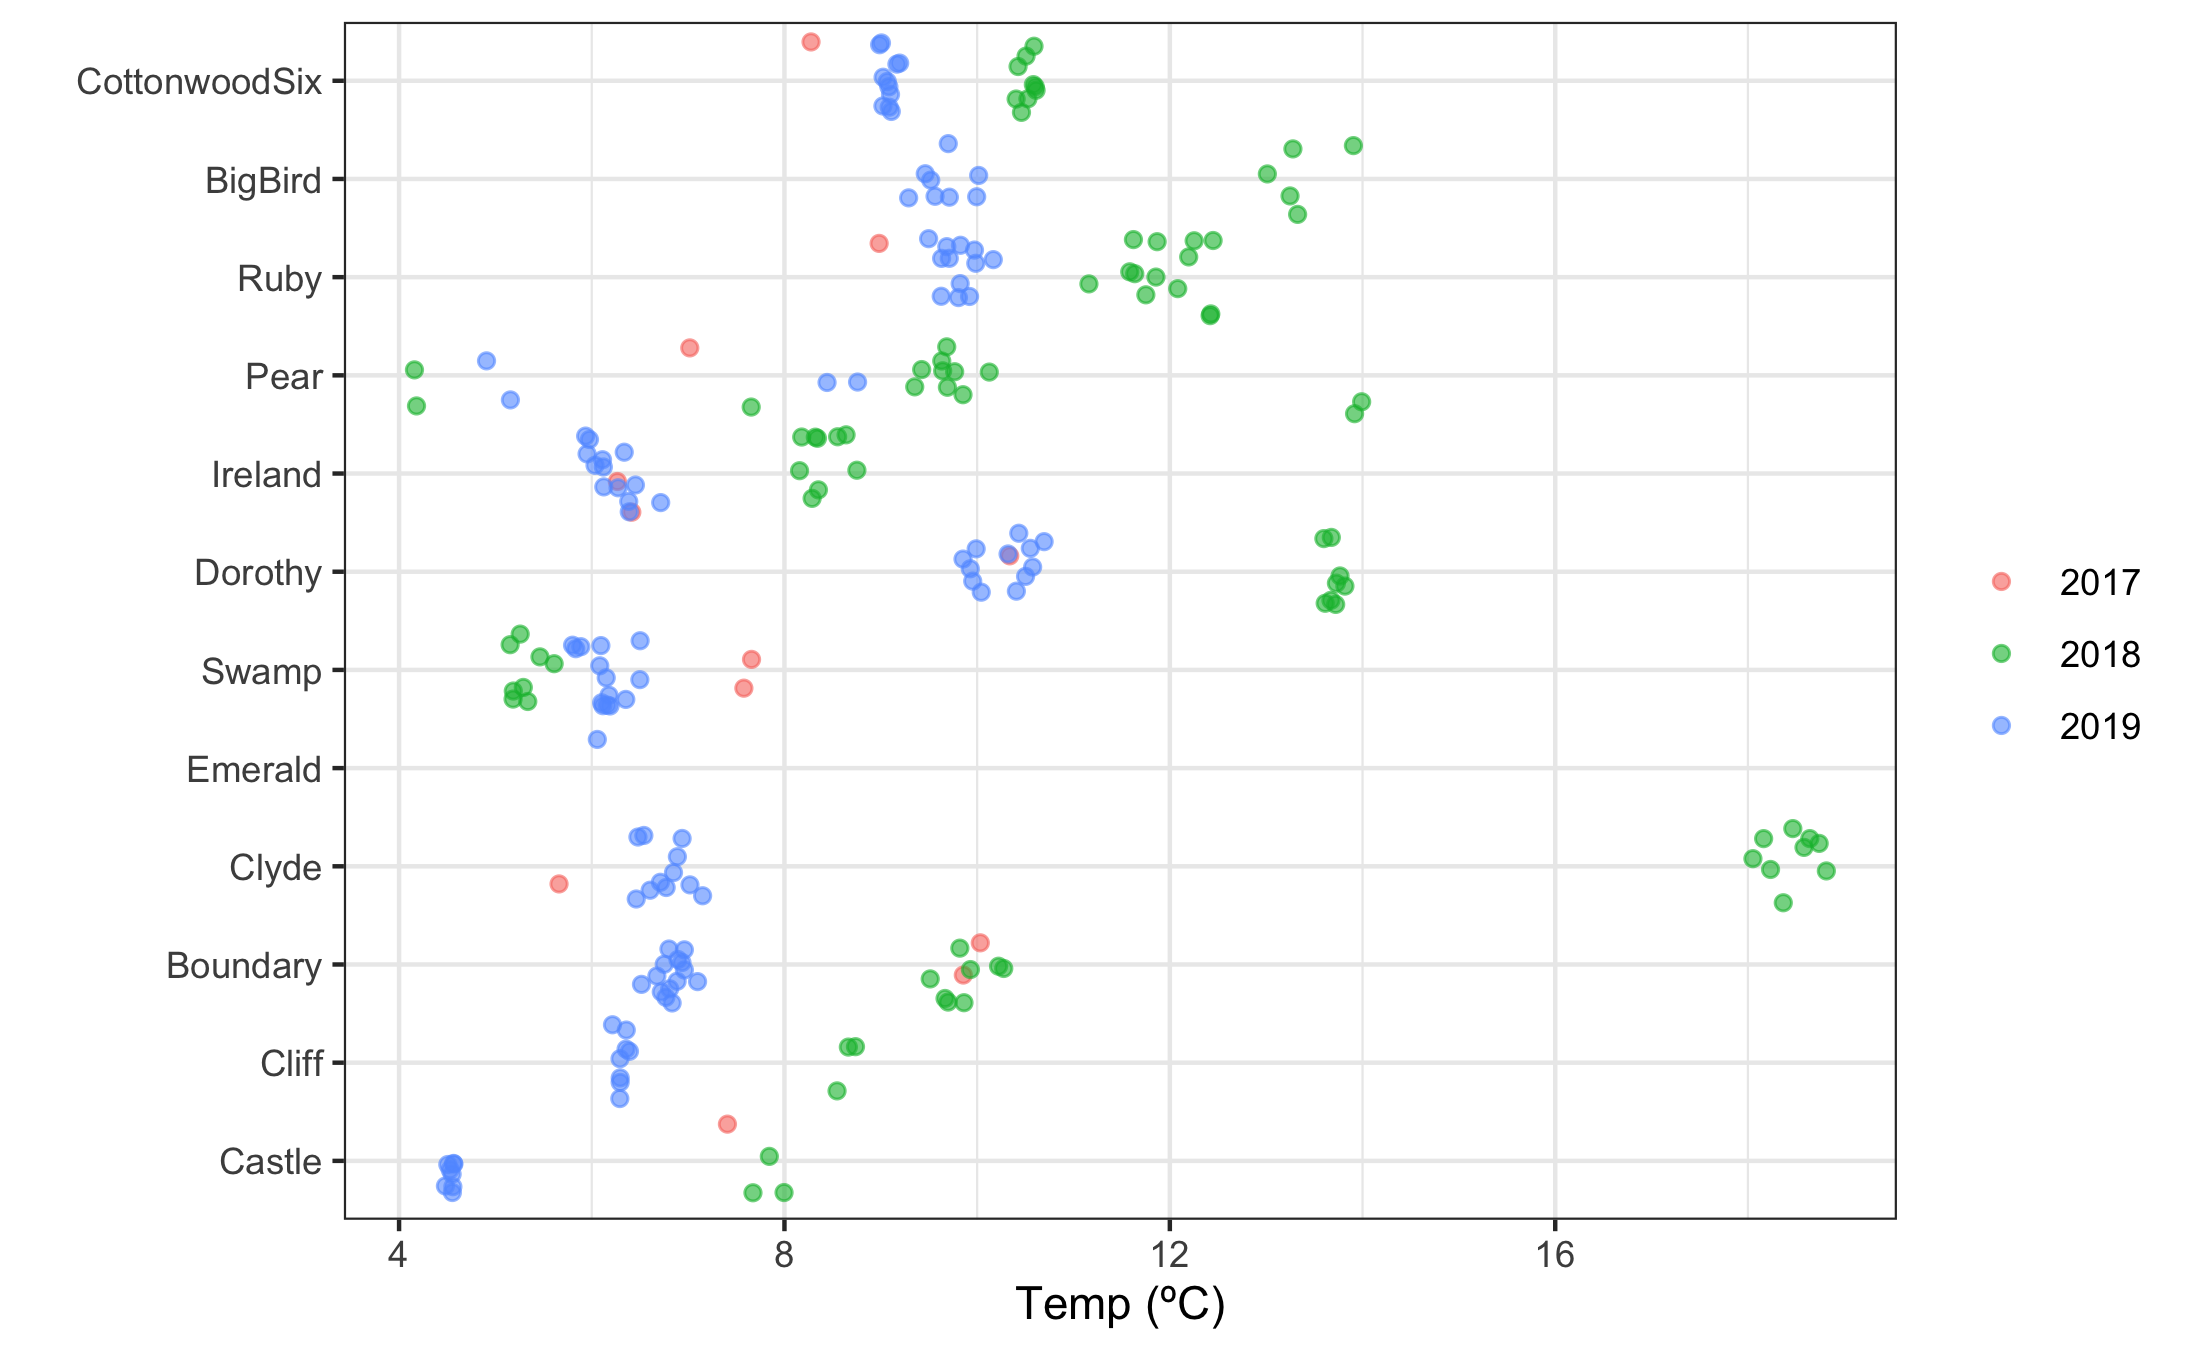 CottonwoodSix
BigBird
Ruby
Pear
Ireland
Dorothy
Swamp
Emerald
Clyde
Boundary
Cliff
Castle
4 8 12 16
Temp (ºC)
2017
2018
2019